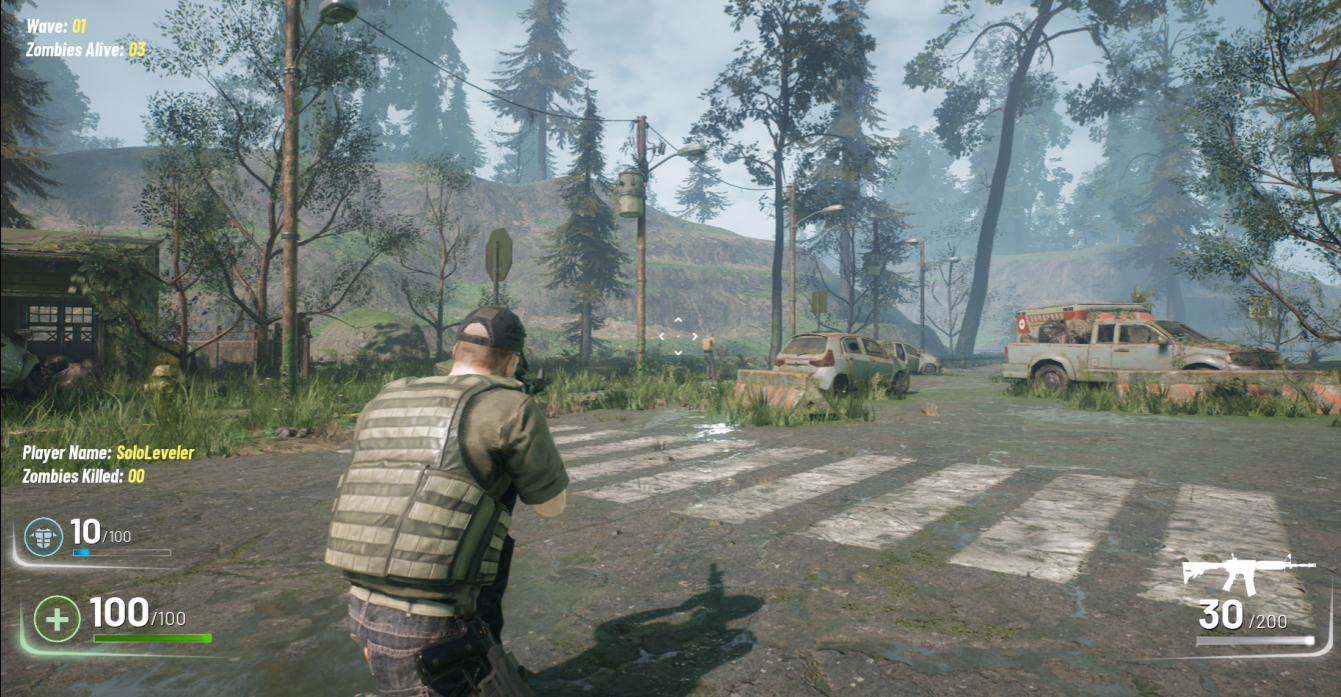 Wave: 01
Zombies Alive: 03
Player Name: SoloLeveler
Zombies Killed: 00
10/100
100/100
30/200